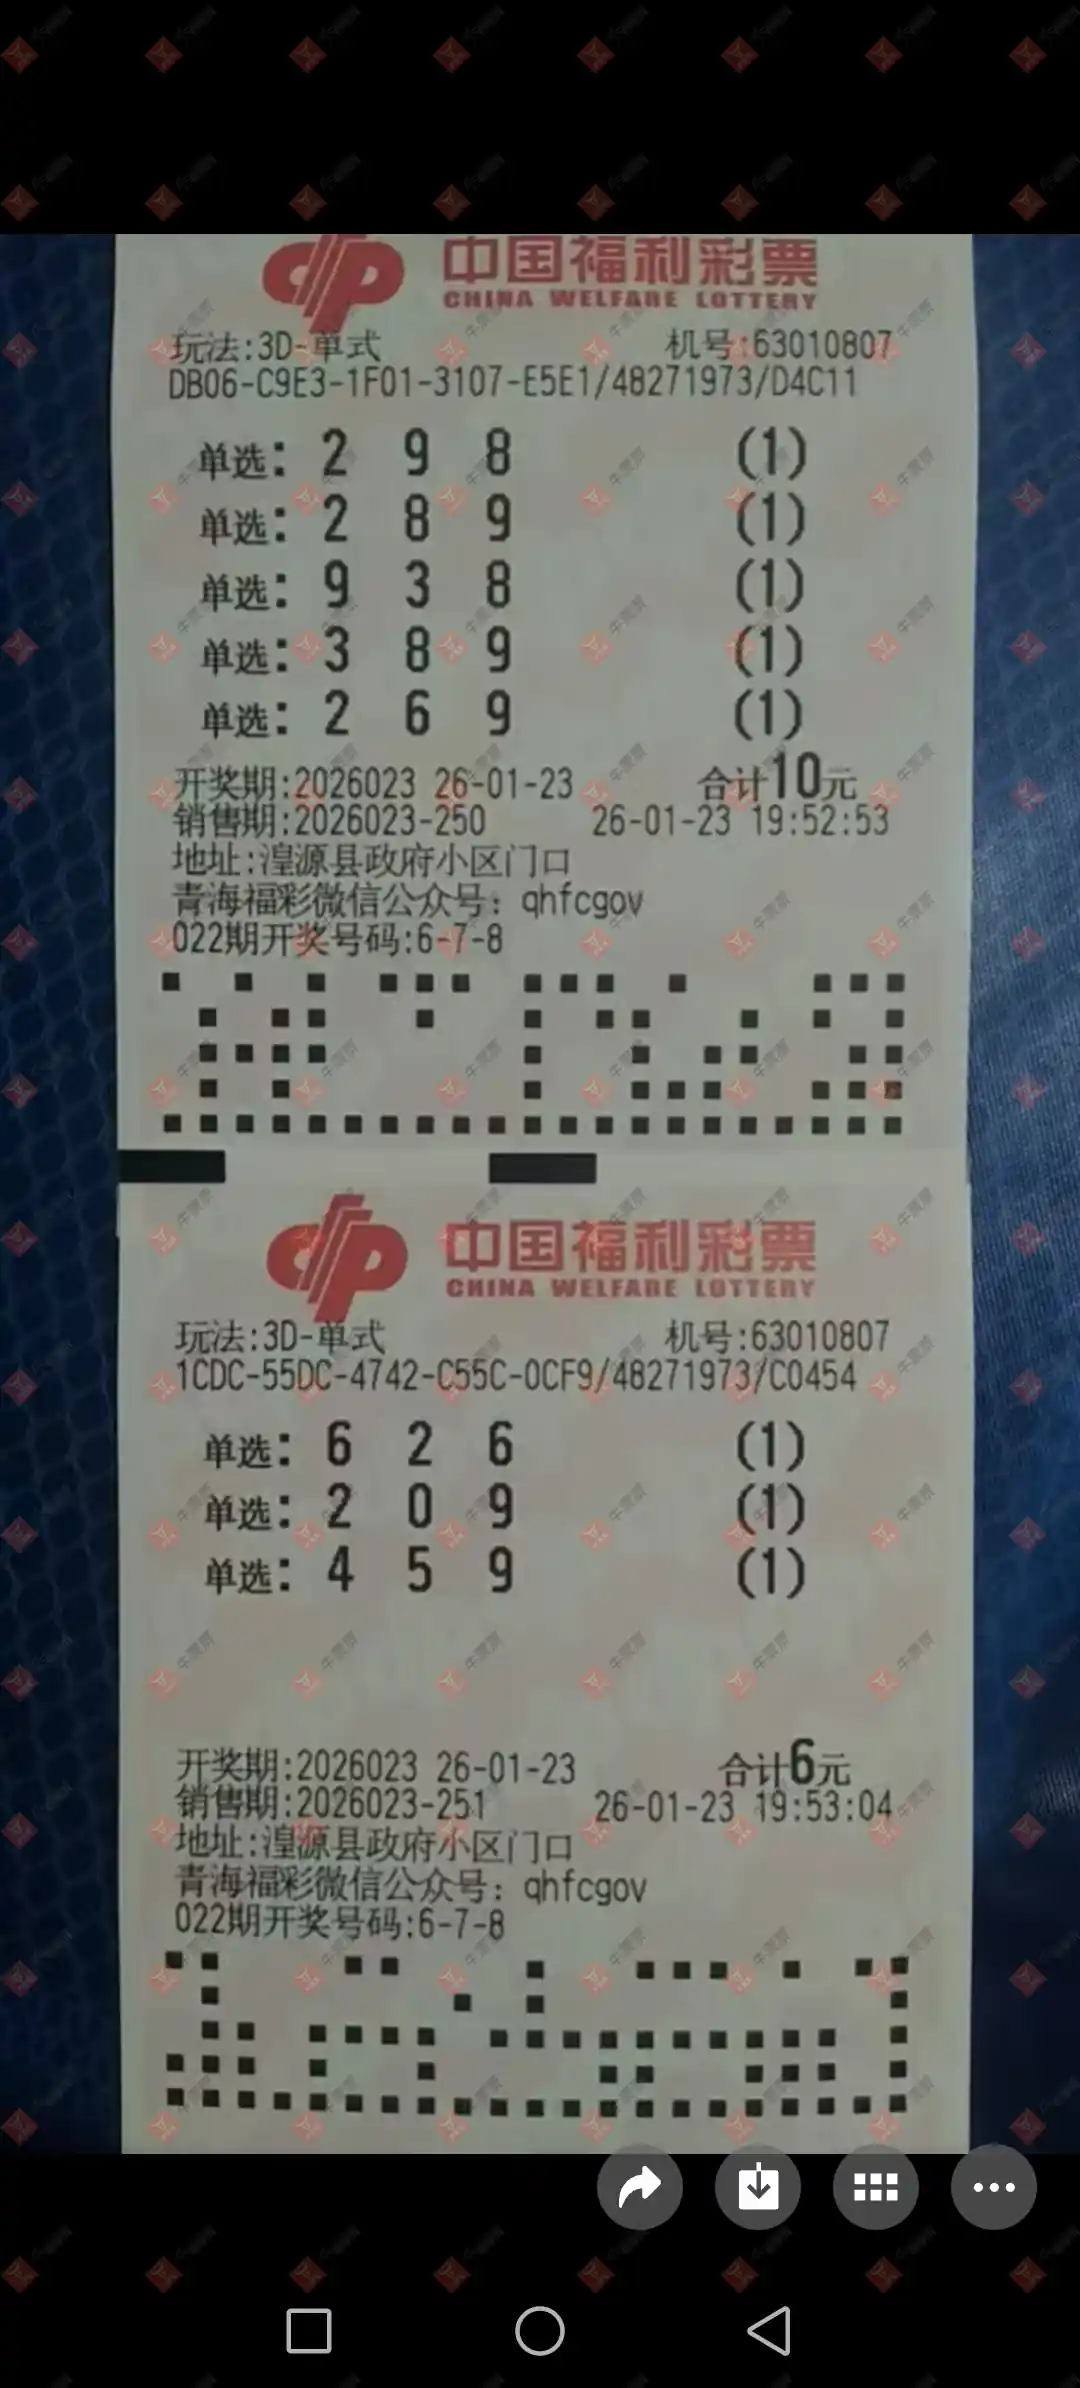 中国福利彩票
CHINA WELFARE LOTTERY
玩法:3D-单式 机号:63010807
DB06-C9E3-1F01-3107-E5E1/48271973/D4C11
单选: 2 9 8 (1)
单选: 2 8 9 (1)
单选: 9 3 8 (1)
单选: 3 8 9 (1)
单选: 2 6 9 (1)
开奖期:2026023 26-01-23 合计10元
销售期:2026023-250 26-01-23 19:52:53
地址:湟源县政府小区门口
青海福彩微信公众号: qhfcgov
022期开奖号码:6-7-8
中国福利彩票
CHINA WELFARE LOTTERY
玩法:3D-单式 机号:63010807
1CDC-55DC-4742-C55C-0CF9/48271973/C0454
单选: 6 2 6 (1)
单选: 2 0 9 (1)
单选: 4 5 9 (1)
开奖期:2026023 26-01-23 合计6元
销售期:2026023-251 26-01-23 19:53:04
地址:湟源县政府小区门口
青海福彩微信公众号: qhfcgov
022期开奖号码:6-7-8